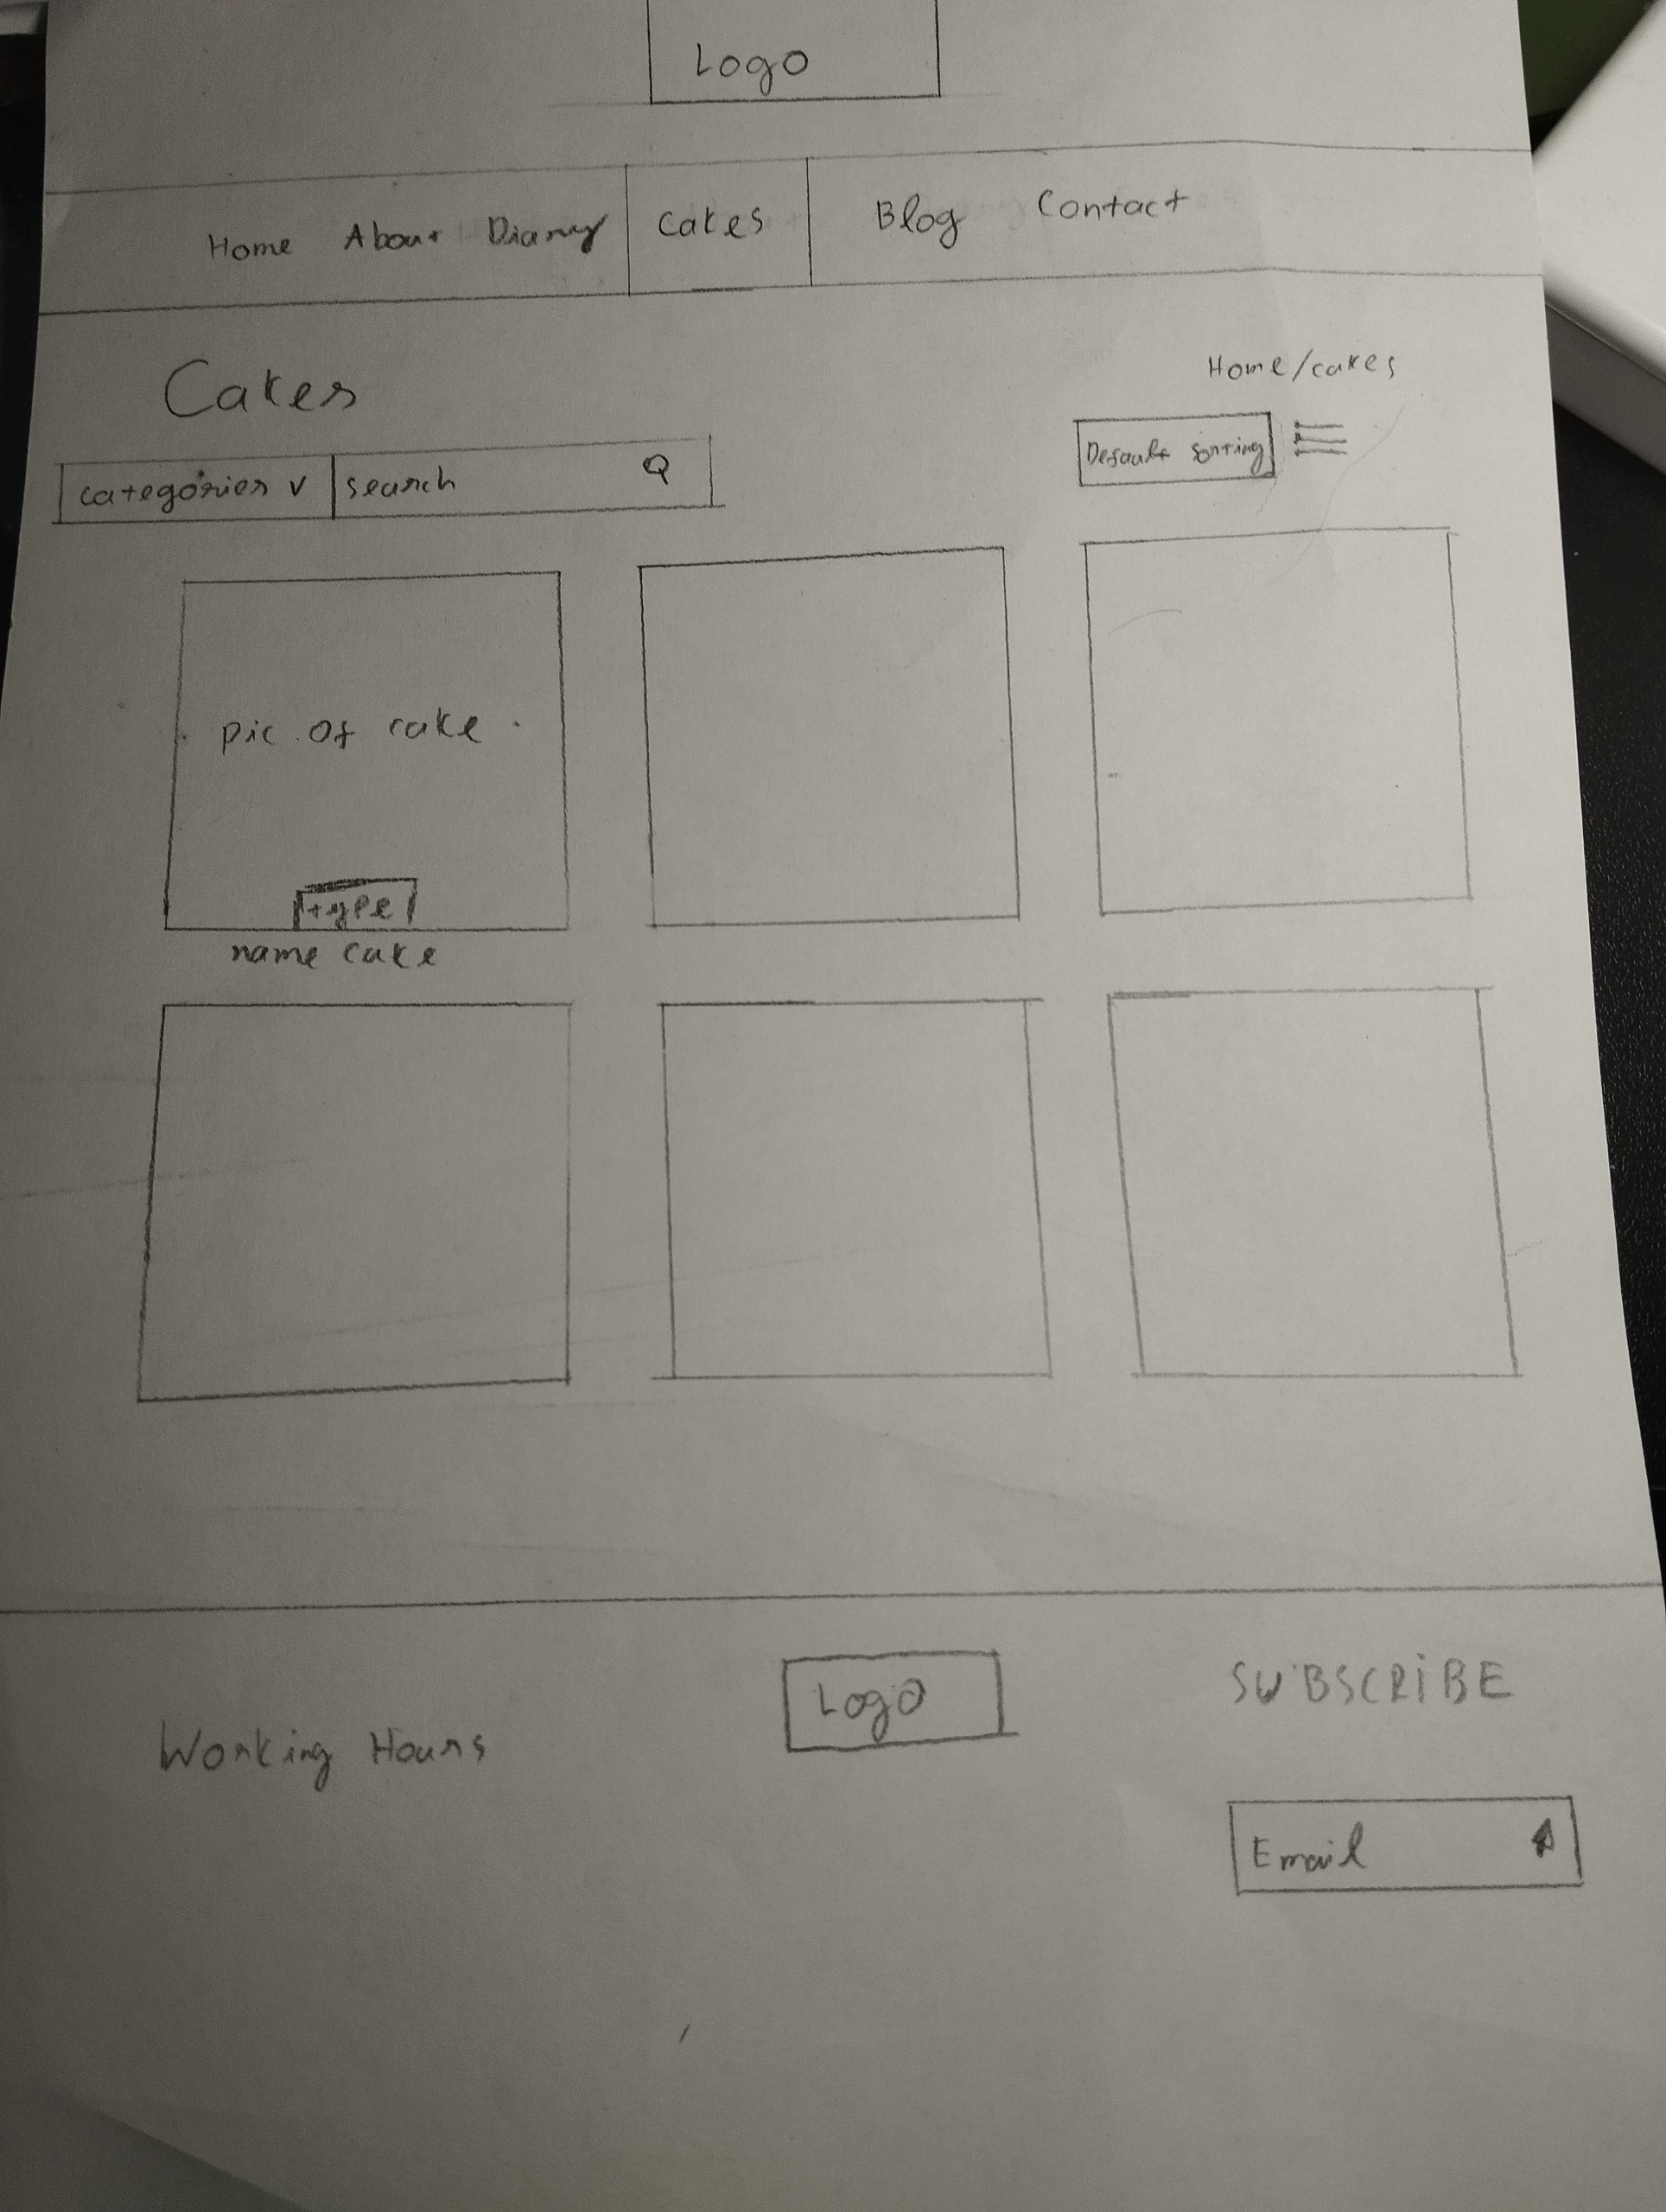 Logo
Home About Diany Cakes Blog Contact
Cakes
Home/cakes
categories v search
Default sorting
pic of cake
type
name cake
Logo
SUBSCRIBE
Working Hours
Email